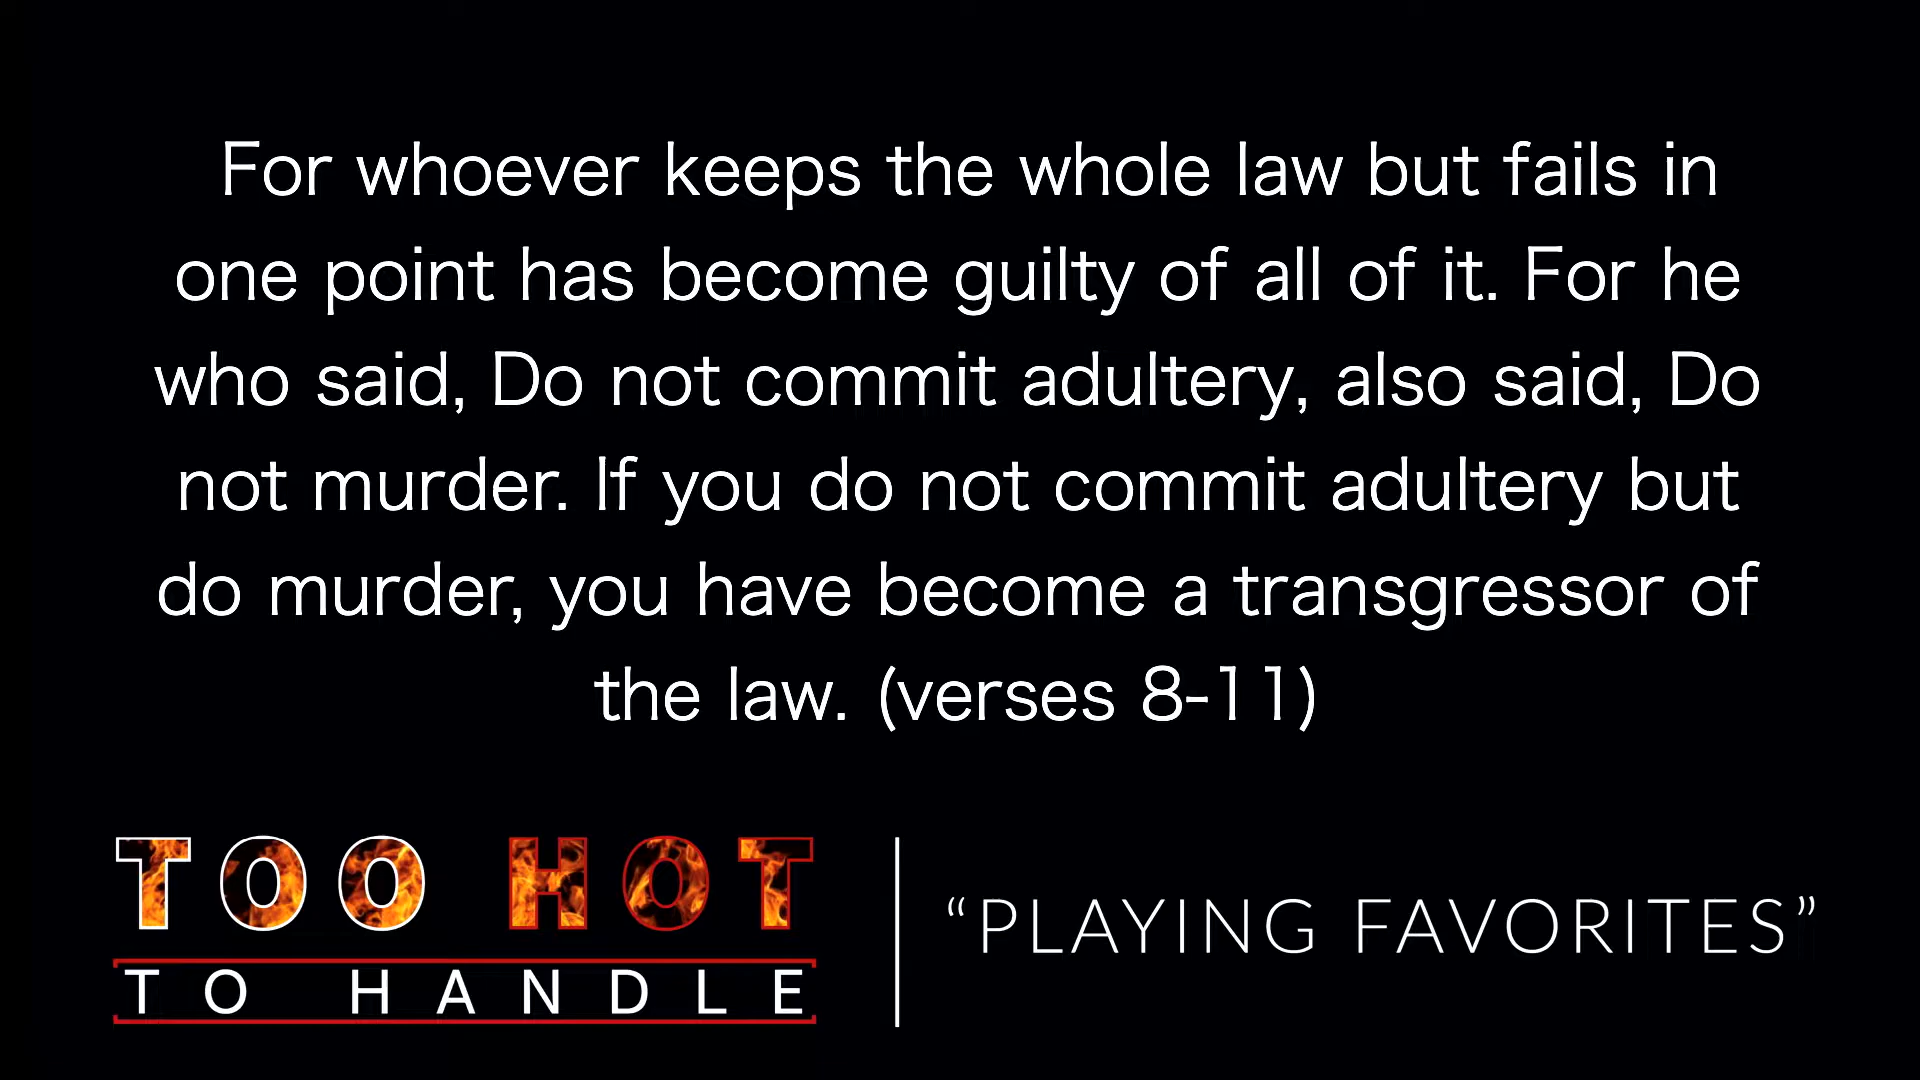 For whoever keeps the whole law but fails in
one point has become guilty of all of it. For he
who said, Do not commit adultery, also said, Do
not murder. If you do not commit adultery but
do murder, you have become a transgressor of
the law. (verses 8-11)
TOO HOT
TO HANDLE
“PLAYING FAVORITES”